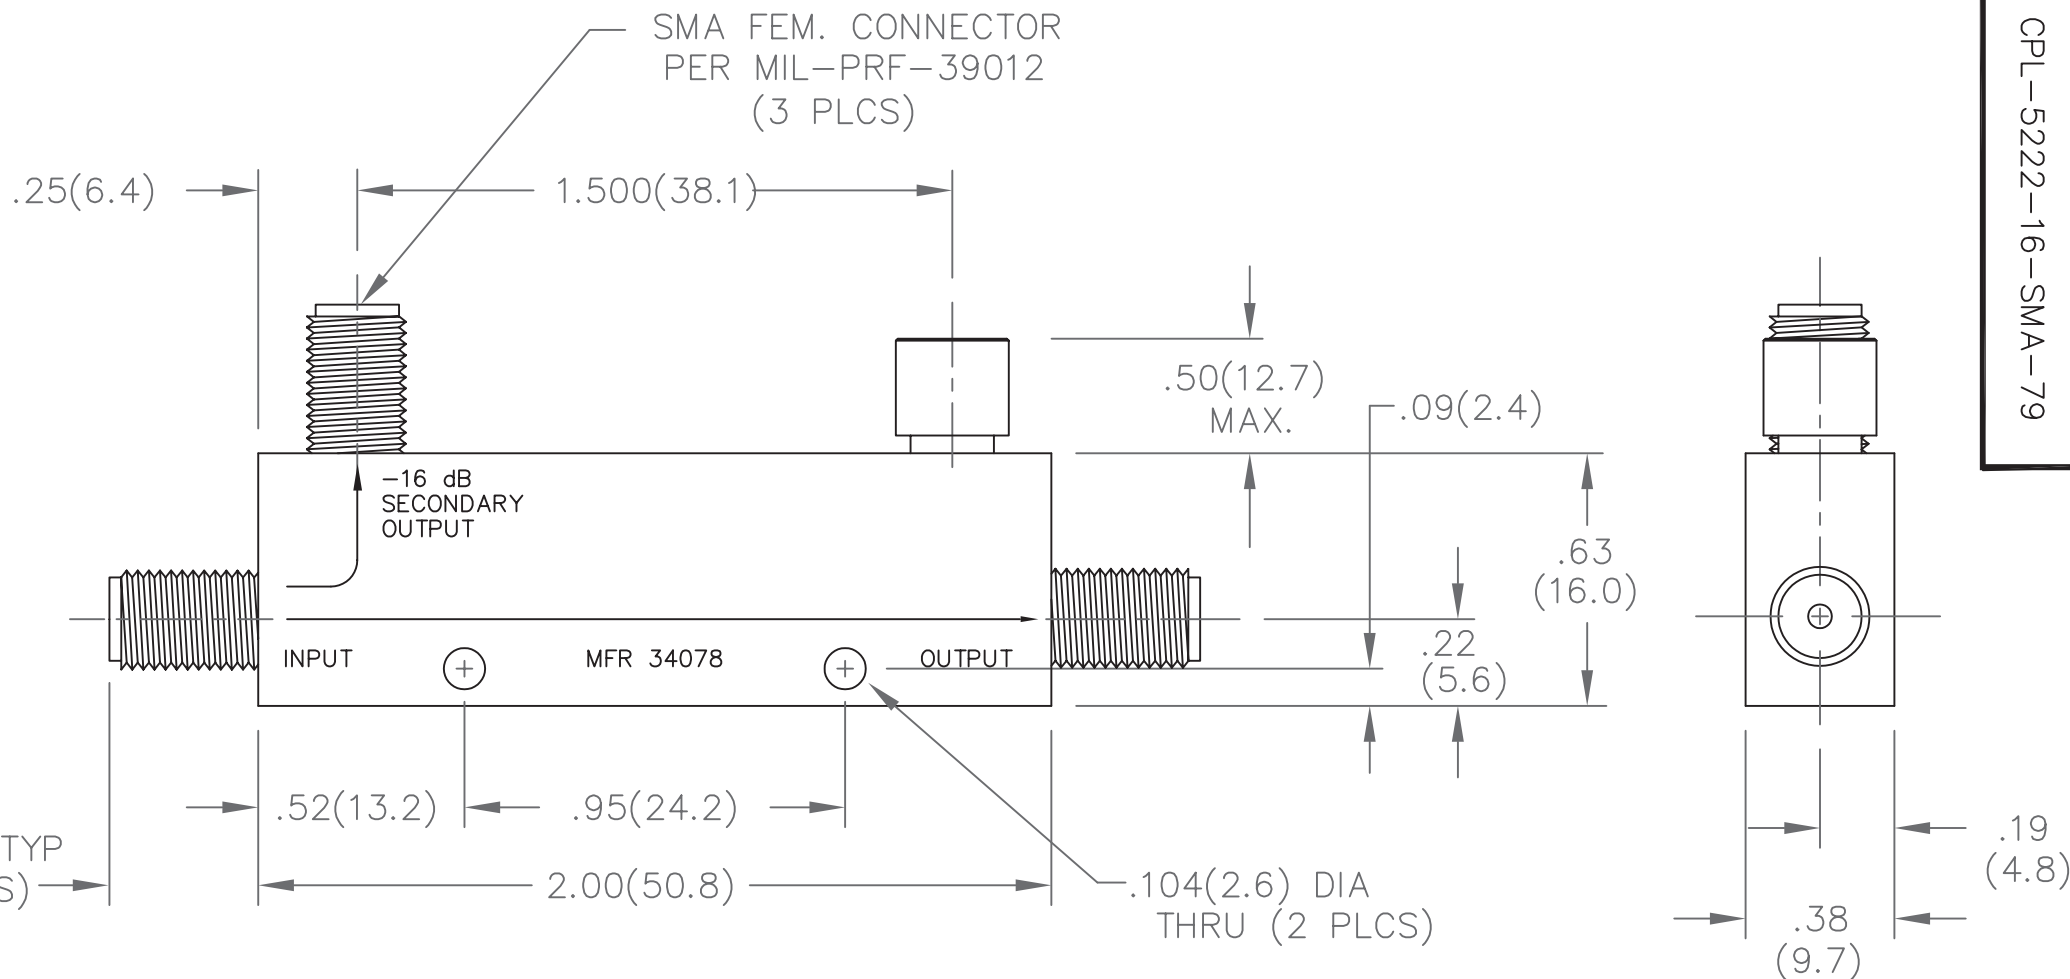 SMA FEM. CONNECTOR
PER MIL-PRF-39012
(3 PLCS)
CPL-5222-16-SMA-79
.25(6.4)
1.500(38.1)
.50(12.7)
MAX.
.09(2.4)
-16 dB
SECONDARY
OUTPUT
.63
(16.0)
.22
(5.6)
INPUT
MFR 34078
OUTPUT
.52(13.2)
.95(24.2)
TYP
S)
2.00(50.8)
.104(2.6) DIA
THRU (2 PLCS)
.19
(4.8)
.38
(9.7)